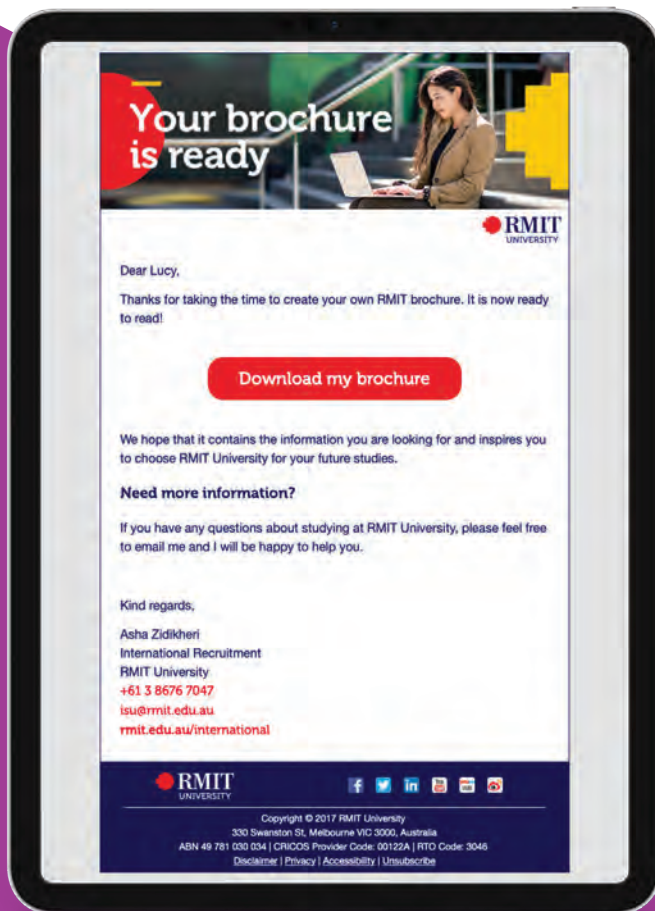 Your brochure
is ready
RMIT
UNIVERSITY
Dear Lucy,
Thanks for taking the time to create your own RMIT brochure. It is now ready
to read!
Download my brochure
We hope that it contains the information you are looking for and inspires you
to choose RMIT University for your future studies.
Need more information?
If you have any questions about studying at RMIT University, please feel free
to email me and I will be happy to help you.
Kind regards,
Asha Zidikheri
International Recruitment
RMIT University
+61 3 8676 7047
isu@rmit.edu.au
rmit.edu.au/international
RMIT
UNIVERSITY
Copyright © 2017 RMIT University
330 Swanston St, Melbourne VIC 3000, Australia
ABN 49 781 030 034 | CRICOS Provider Code: 00122A | RTO Code: 3046
Disclaimer | Privacy | Accessibility | Unsubscribe